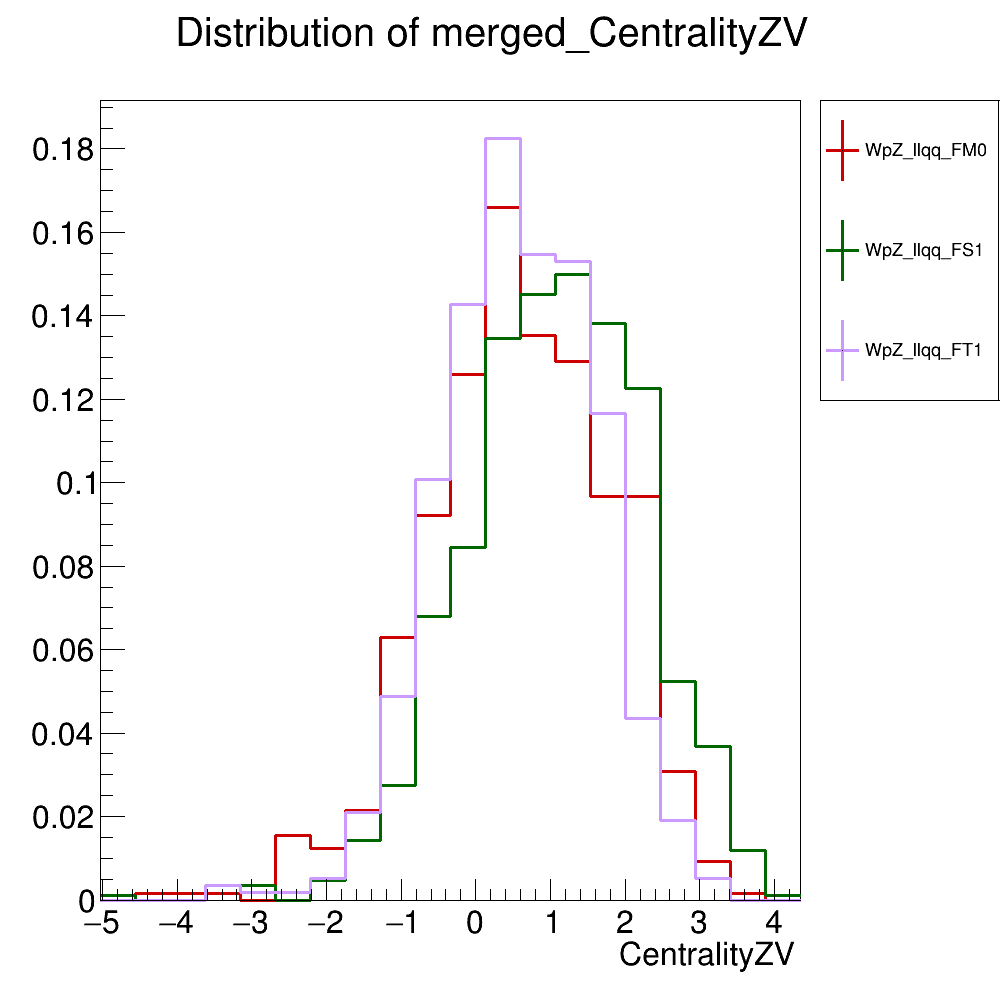 Distribution of merged_CentralityZV
0.18
0.16
0.14
0.12
0.1
0.08
0.06
0.04
0.02
0
−5 −4 −3 −2 −1 0 1 2 3 4
CentralityZV
WpZ_llqq_FM0
WpZ_llqq_FS1
WpZ_llqq_FT1